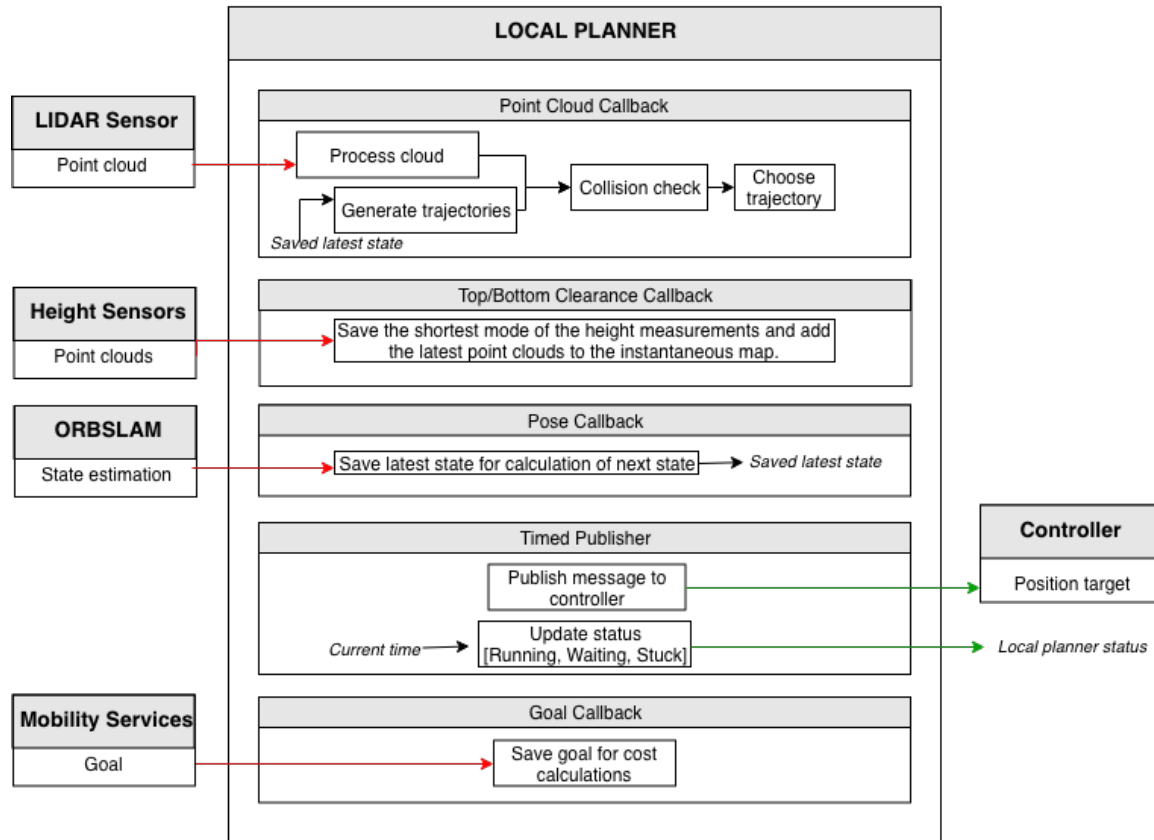 LOCAL PLANNER
LIDAR Sensor
Point cloud
Point Cloud Callback
Process cloud
Generate trajectories
Saved latest state
Collision check
Choose
trajectory
Height Sensors
Point clouds
Top/Bottom Clearance Callback
Save the shortest mode of the height measurements and add
the latest point clouds to the instantaneous map.
ORBSLAM
State estimation
Pose Callback
Save latest state for calculation of next state
Saved latest state
Timed Publisher
Publish message to
controller
Current time
Update status
[Running, Waiting, Stuck]
Controller
Position target
Local planner status
Mobility Services
Goal
Goal Callback
Save goal for cost
calculations